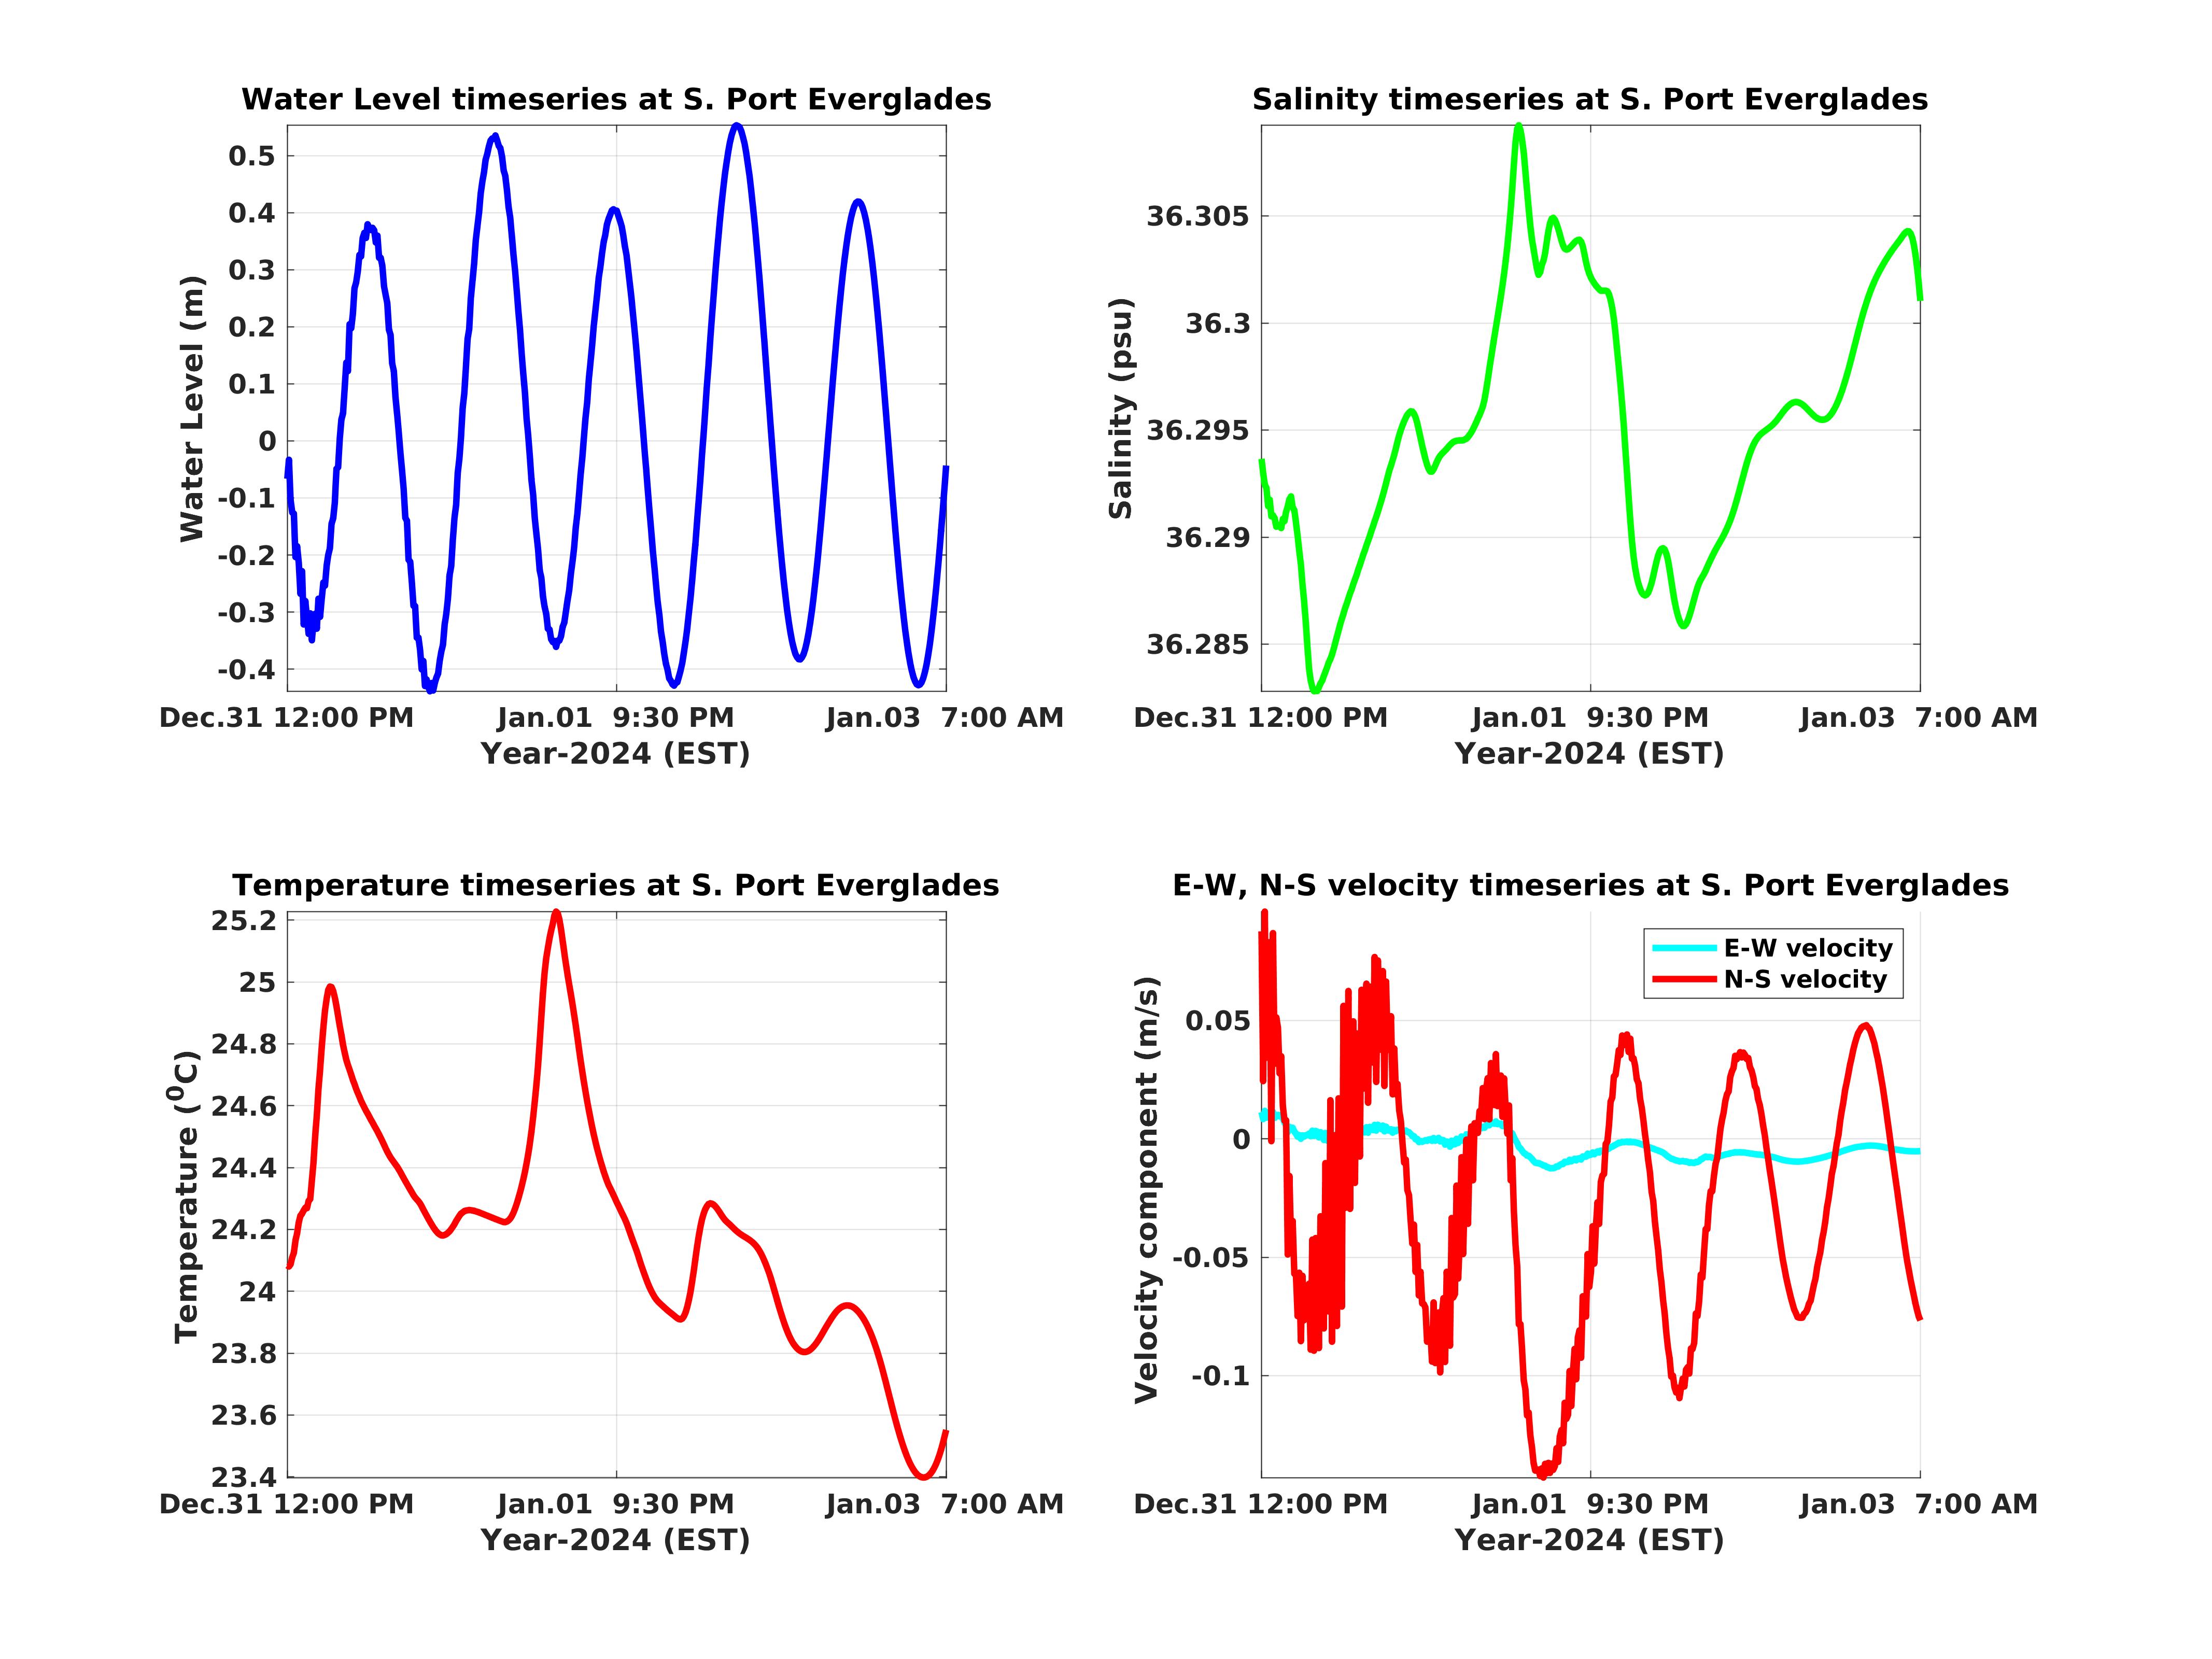 Water Level timeseries at S. Port Everglades
Water Level (m)
0.5
0.4
0.3
0.2
0.1
0
-0.1
-0.2
-0.3
-0.4
Dec.31 12:00 PM
Jan.01  9:30 PM
Jan.03  7:00 AM
Year-2024 (EST)
Salinity timeseries at S. Port Everglades
Salinity (psu)
36.305
36.3
36.295
36.29
36.285
Dec.31 12:00 PM
Jan.01  9:30 PM
Jan.03  7:00 AM
Year-2024 (EST)
Temperature timeseries at S. Port Everglades
Temperature (⁰C)
25.2
25
24.8
24.6
24.4
24.2
24
23.8
23.6
23.4
Dec.31 12:00 PM
Jan.01  9:30 PM
Jan.03  7:00 AM
Year-2024 (EST)
E-W, N-S velocity timeseries at S. Port Everglades
Velocity component (m/s)
E-W velocity
N-S velocity
0.05
0
-0.05
-0.1
Dec.31 12:00 PM
Jan.01  9:30 PM
Jan.03  7:00 AM
Year-2024 (EST)